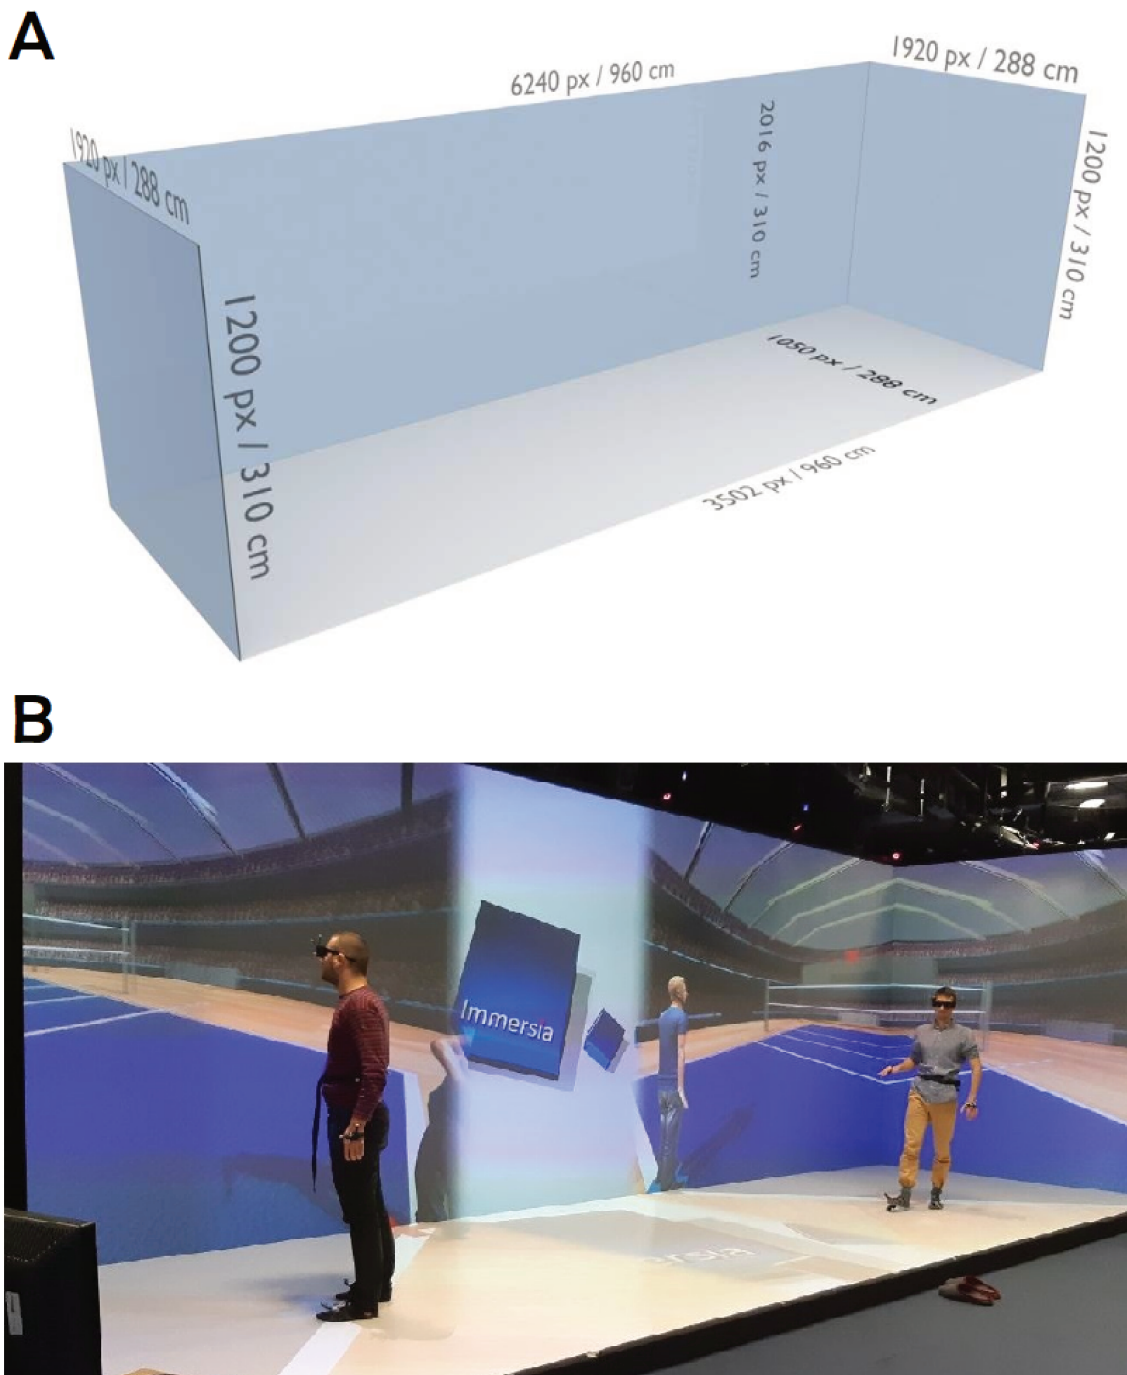 A
6240 px / 960 cm
1920 px / 288 cm
1920 px / 288 cm
2016 px / 310 cm
1200 px / 310 cm
1200 px / 310 cm
1050 px / 288 cm
3502 px / 960 cm
B
Immersia
ersia